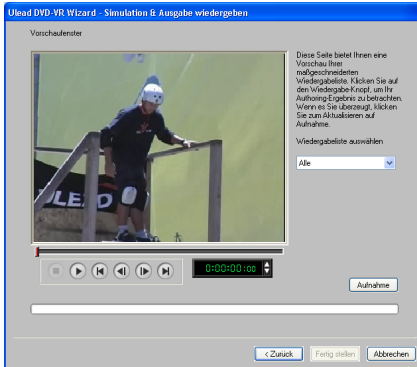 Ulead DVD-VR Wizard - Simulation & Ausgabe wiedergeben
Vorschaufenster
Diese Seite bietet Ihnen eine
Vorschau Ihrer
maßgeschneiderten
Wiedergabeliste. Klicken Sie auf
den Wiedergabe-Knopf, um Ihr
Authoring-Ergebnis zu betrachten.
Wenn es Sie überzeugt, klicken
Sie zum Aktualisieren auf
Aufnahme.
Wiedergabeliste auswählen
Alle
ULEAD
0:00:00:00
Aufnahme
< Zurück
Fertig stellen
Abbrechen